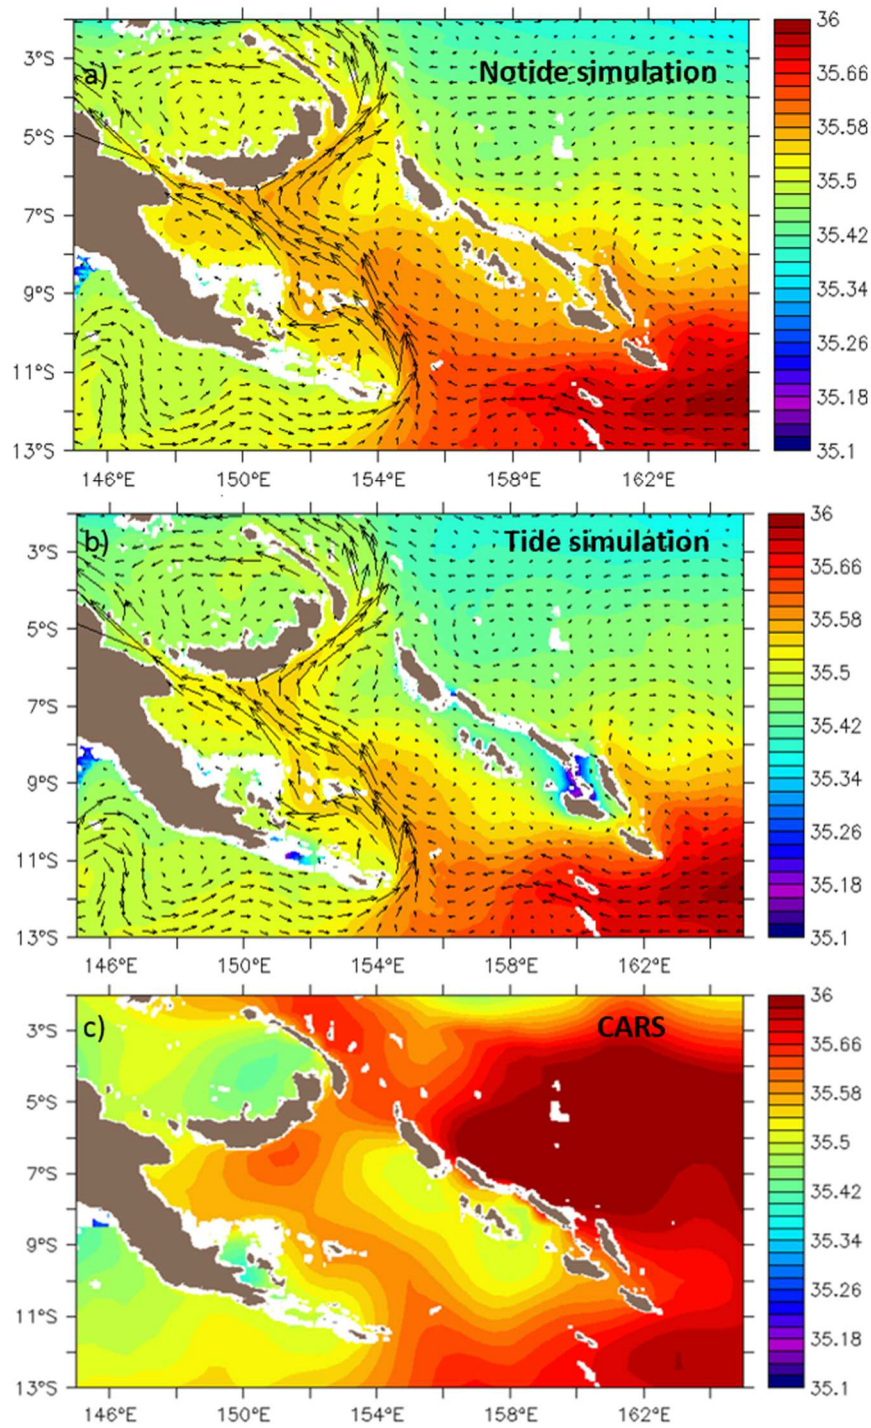 a)
Notide simulation
3°S
5°S
7°S
9°S
11°S
13°S
146°E 150°E 154°E 158°E 162°E
36
35.66
35.58
35.5
35.42
35.34
35.26
35.18
35.1
b)
Tide simulation
3°S
5°S
7°S
9°S
11°S
13°S
146°E 150°E 154°E 158°E 162°E
36
35.66
35.58
35.5
35.42
35.34
35.26
35.18
35.1
c)
CARS
3°S
5°S
7°S
9°S
11°S
13°S
146°E 150°E 154°E 158°E 162°E
36
35.66
35.58
35.5
35.42
35.34
35.26
35.18
35.1